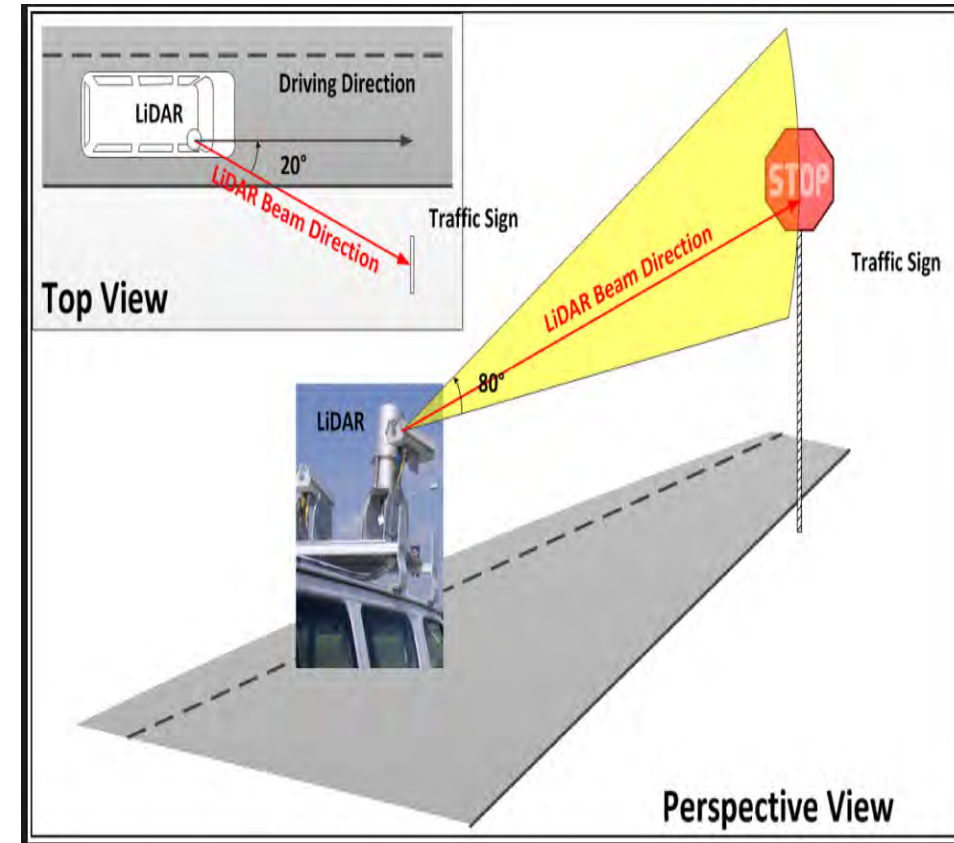 Driving Direction
LiDAR
20°
LiDAR Beam Direction
Traffic Sign
Top View
STOP
LiDAR Beam Direction
Traffic Sign
80°
LiDAR
Perspective View